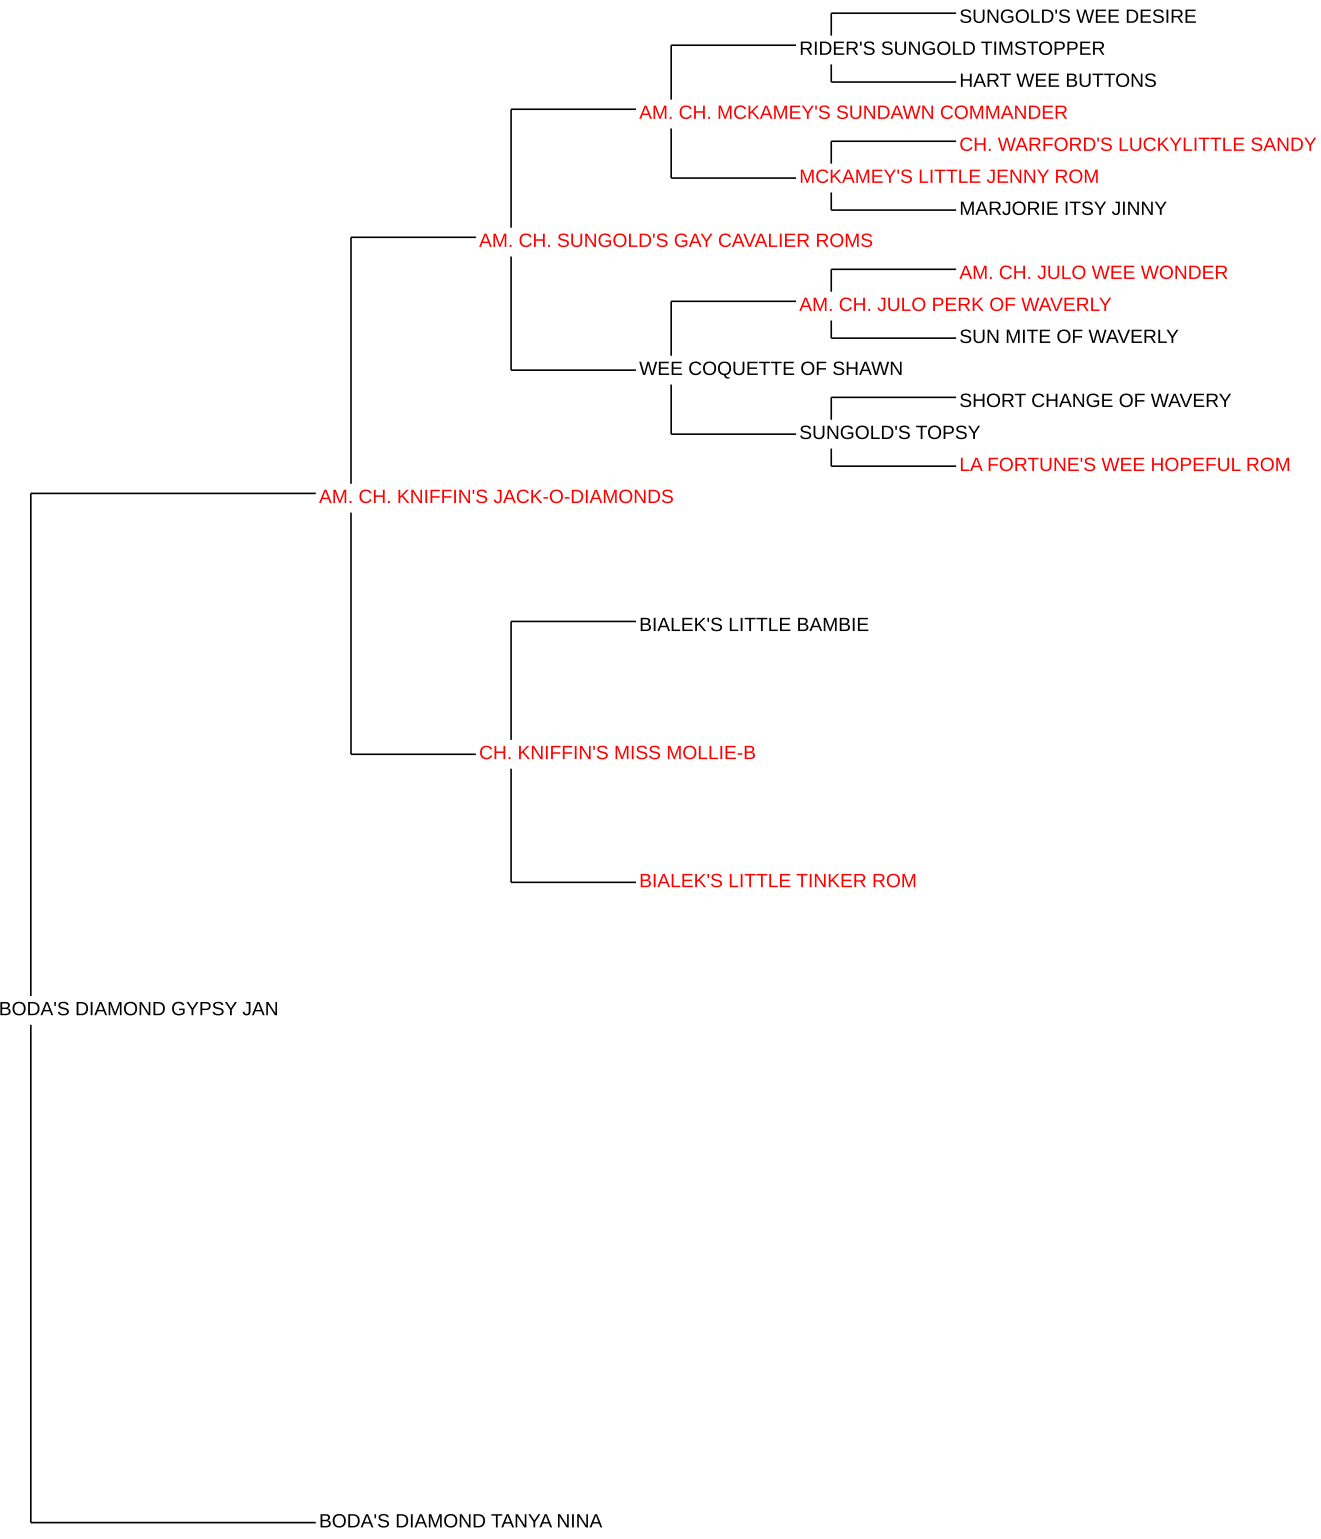 SUNGOLD'S WEE DESIRE
RIDER'S SUNGOLD TIMSTOPPER
HART WEE BUTTONS
AM. CH. MCKAMEY'S SUNDAWN COMMANDER
CH. WARFORD'S LUCKYLITTLE SANDY
MCKAMEY'S LITTLE JENNY ROM
MARJORIE ITSY JINNY
AM. CH. SUNGOLD'S GAY CAVALIER ROMS
AM. CH. JULO WEE WONDER
AM. CH. JULO PERK OF WAVERLY
SUN MITE OF WAVERLY
WEE COQUETTE OF SHAWN
SHORT CHANGE OF WAVERY
SUNGOLD'S TOPSY
LA FORTUNE'S WEE HOPEFUL ROM
AM. CH. KNIFFIN'S JACK-O-DIAMONDS
BIALEK'S LITTLE BAMBIE
CH. KNIFFIN'S MISS MOLLIE-B
BIALEK'S LITTLE TINKER ROM
BODA'S DIAMOND GYPSY JAN
BODA'S DIAMOND TANYA NINA